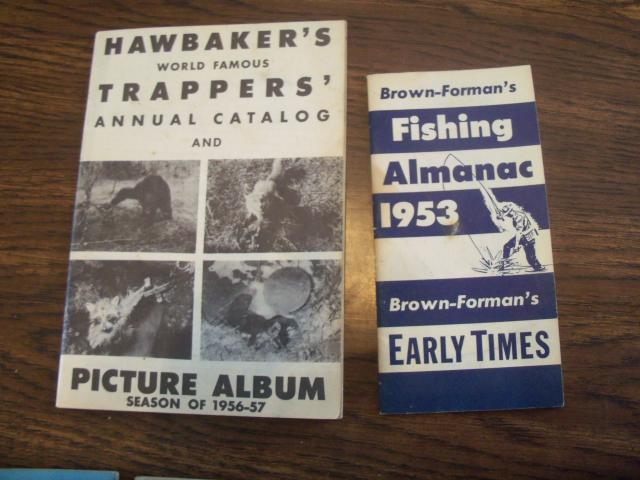 HAWBAKER'S
WORLD FAMOUS
TRAPPERS'
ANNUAL CATALOG
AND
PICTURE ALBUM
SEASON OF 1956-57
Brown-Forman's
Fishing
Almanac
1953
Brown-Forman's
EARLY TIMES